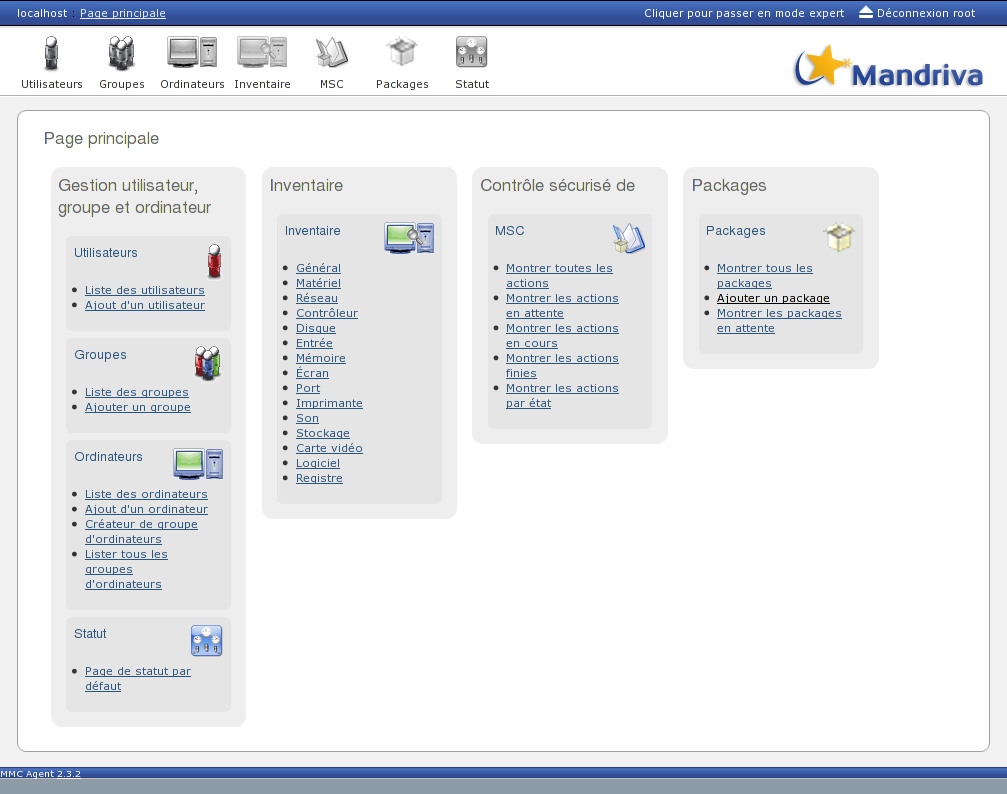 localhost : Page principale
Cliquer pour passer en mode expert
Déconnexion root
Utilisateurs
Groupes
Ordinateurs
Inventaire
MSC
Packages
Statut
Mandriva
Page principale
Gestion utilisateur,
groupe et ordinateur
Utilisateurs
Liste des utilisateurs
Ajout d'un utilisateur
Groupes
Liste des groupes
Ajouter un groupe
Ordinateurs
Liste des ordinateurs
Ajout d'un ordinateur
Créateur de groupe
d'ordinateurs
Lister tous les
groupes
d'ordinateurs
Statut
Page de statut par
défaut
Inventaire
Inventaire
Général
Matériel
Réseau
Contrôleur
Disque
Entrée
Mémoire
Écran
Port
Imprimante
Son
Stockage
Carte vidéo
Logiciel
Registre
Contrôle sécurisé de
MSC
Montrer toutes les
actions
Montrer les actions
en attente
Montrer les actions
en cours
Montrer les actions
finies
Montrer les actions
par état
Packages
Packages
Montrer tous les
packages
Ajouter un package
Montrer les packages
en attente
MMC Agent 2.3.2